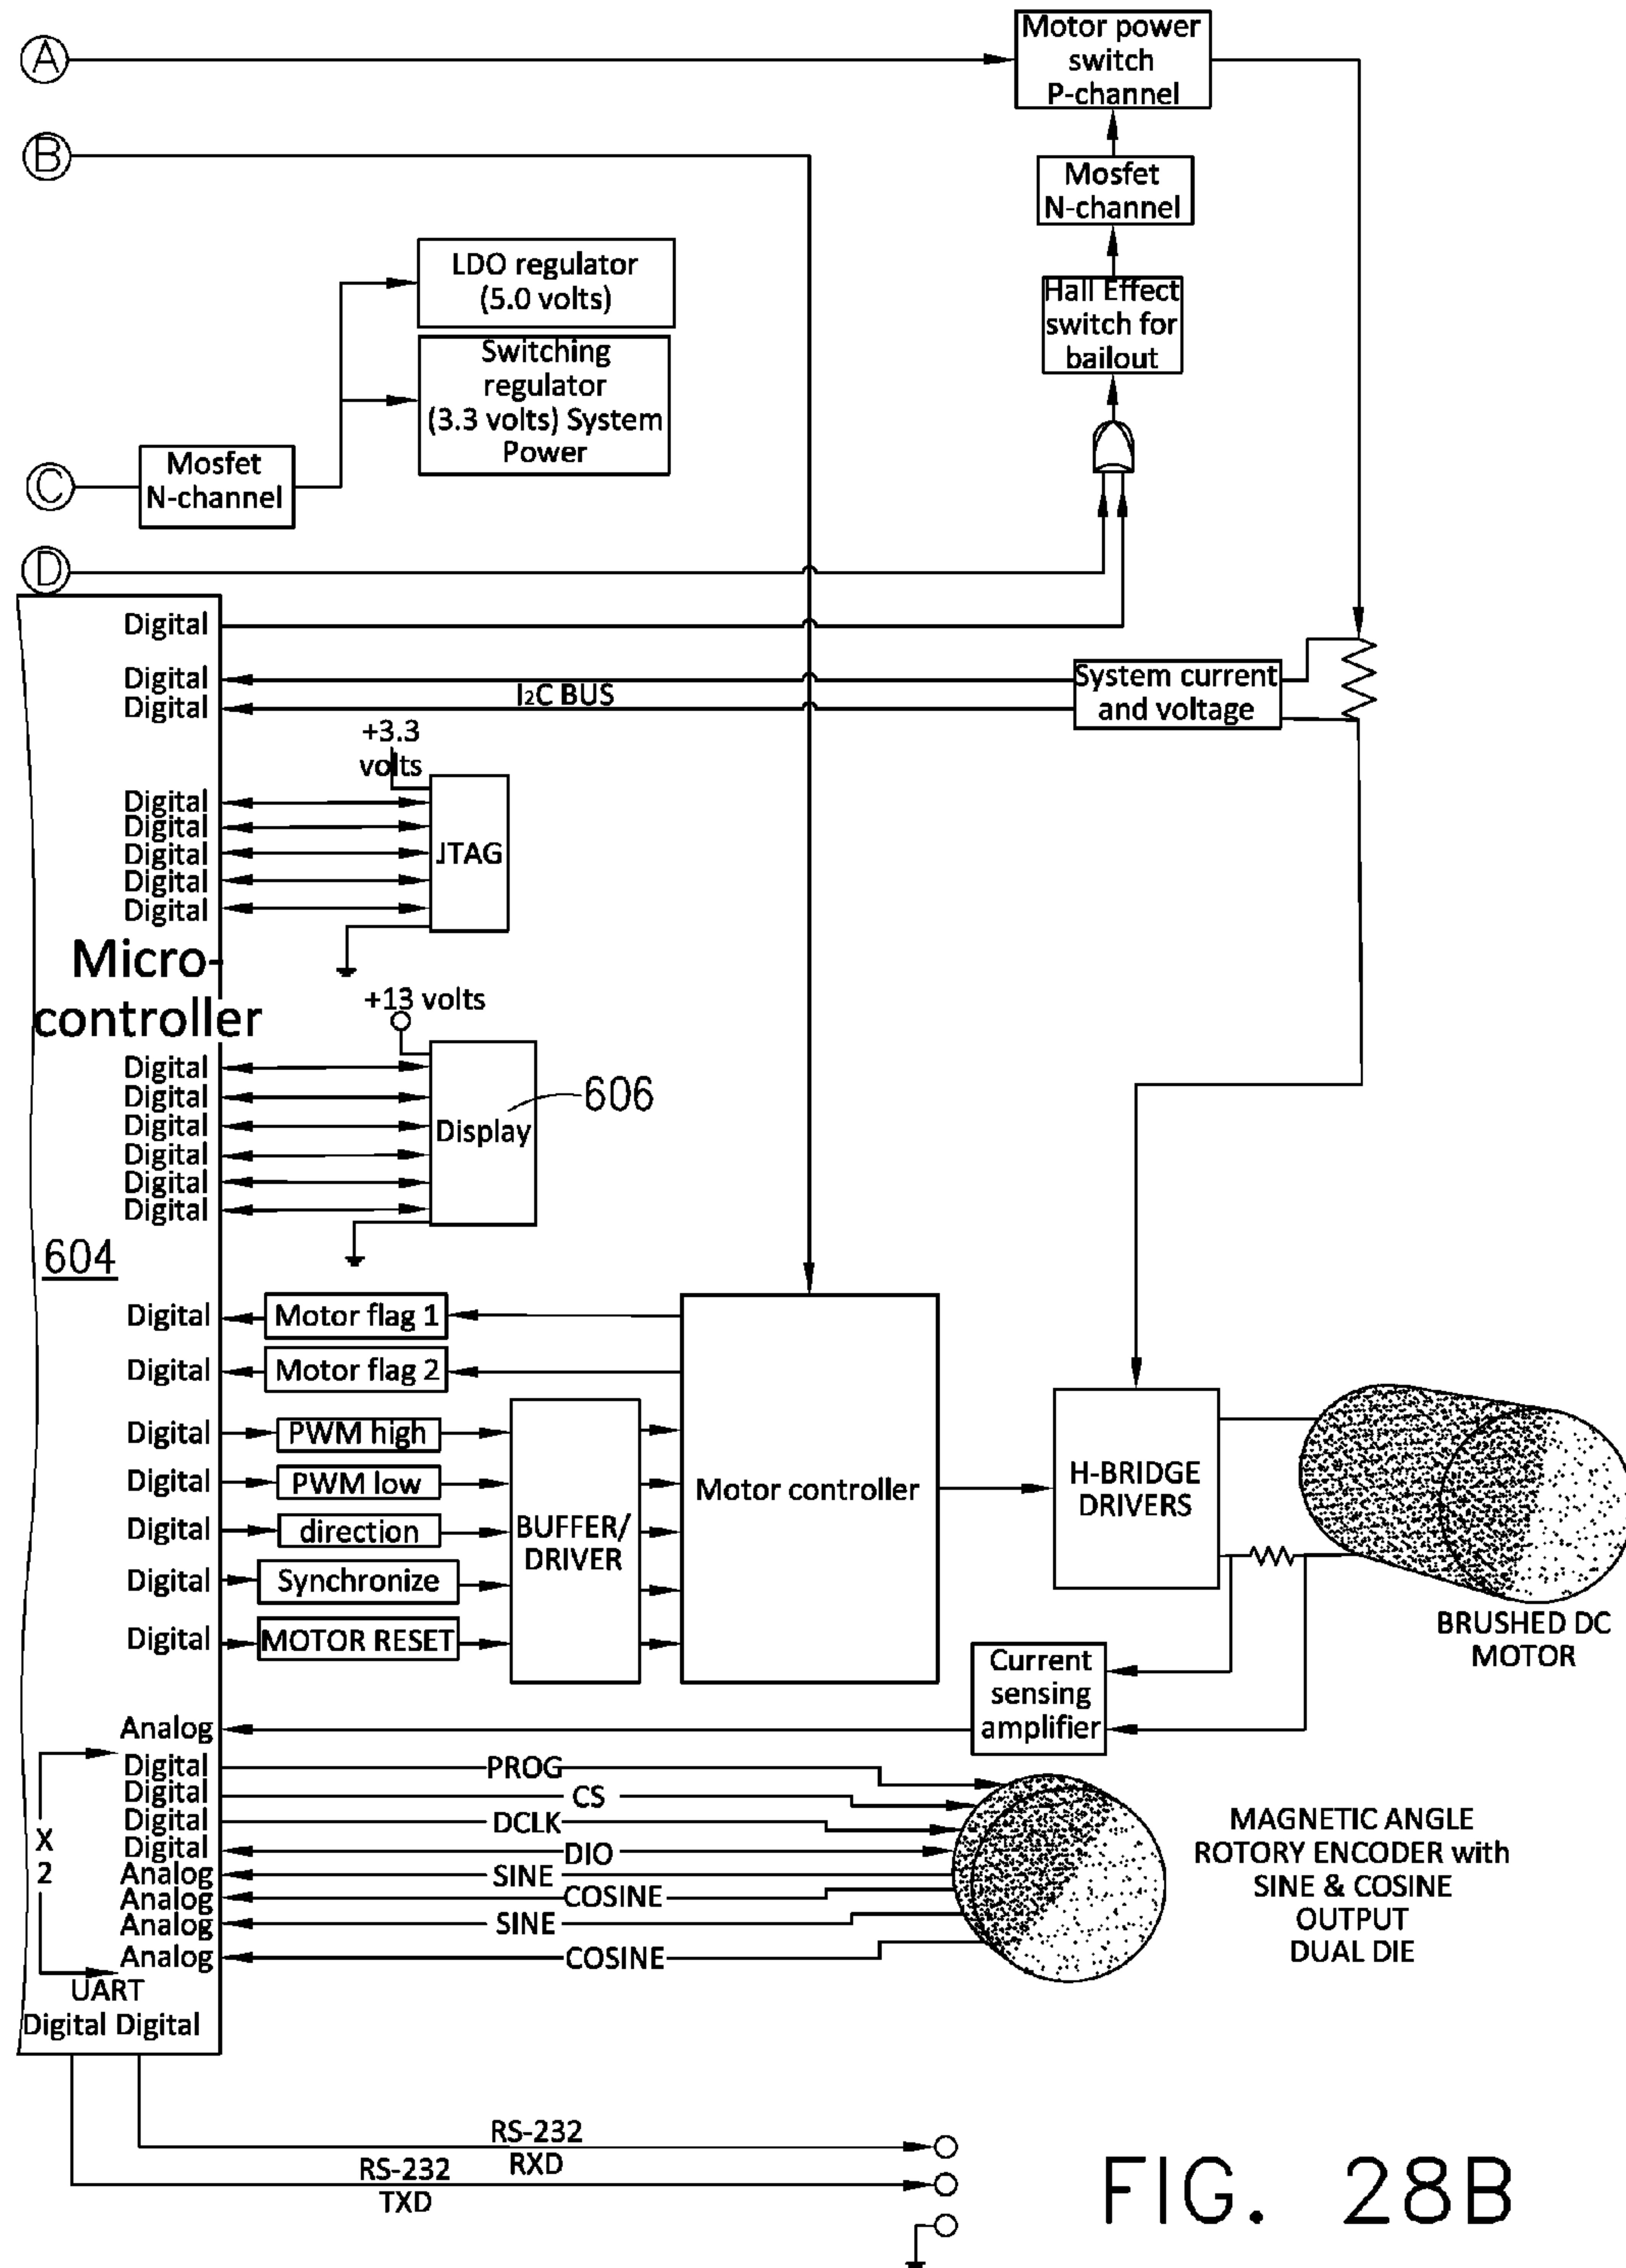 A
Motor power
switch
P-channel
B
Mosfet
N-channel
LDO regulator
(5.0 volts)
Hall Effect
switch for
bailout
Switching
regulator
(3.3 volts) System
Power
C
Mosfet
N-channel
D
Digital
Digital
Digital
I2C BUS
System current
and voltage
+3.3
volts
Digital
Digital
Digital
Digital
Digital
JTAG
Micro-
controller
+13 volts
Digital
Digital
Digital
Digital
Digital
Digital
Display
606
604
Digital
Motor flag 1
Digital
Motor flag 2
Digital
PWM high
Digital
PWM low
Digital
direction
Digital
Synchronize
Digital
MOTOR RESET
BUFFER/
DRIVER
Motor controller
H-BRIDGE
DRIVERS
BRUSHED DC
MOTOR
Current
sensing
amplifier
Analog
Digital
PROG
Digital
CS
Digital
DCLK
Digital
DIO
Analog
SINE
Analog
COSINE
Analog
SINE
Analog
COSINE
X
2
MAGNETIC ANGLE
ROTORY ENCODER with
SINE & COSINE
OUTPUT
DUAL DIE
UART
Digital Digital
RS-232
RXD
RS-232
TXD
FIG. 28B